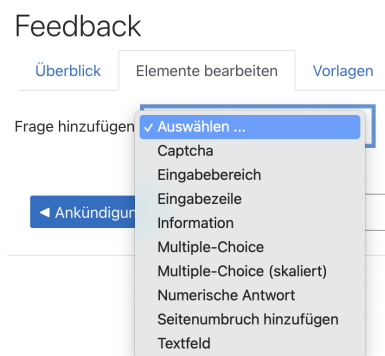 Feedback
Überblick
Elemente bearbeiten
Vorlagen
Frage hinzufügen
✓ Auswählen ...
Captcha
Eingabebereich
Eingabezeile
Information
Multiple-Choice
Multiple-Choice (skaliert)
Numerische Antwort
Seitenumbruch hinzufügen
Textfeld
◄ Ankündigun